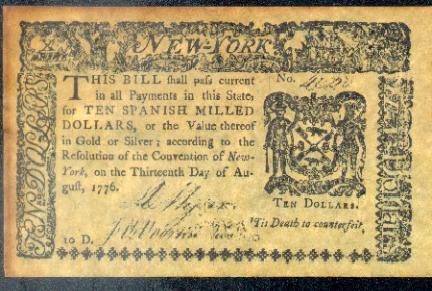 NEW-YORK
No.
THIS BILL shall pass current
in all Payments in this State,
for TEN SPANISH MILLED
DOLLARS, or the Value thereof
in Gold or Silver; according to the
Resolution of the Convention of New-
York, on the Thirteenth Day of Au-
gust, 1776.
TEN DOLLARS.
'Tis Death to counterfeit.
10 D.